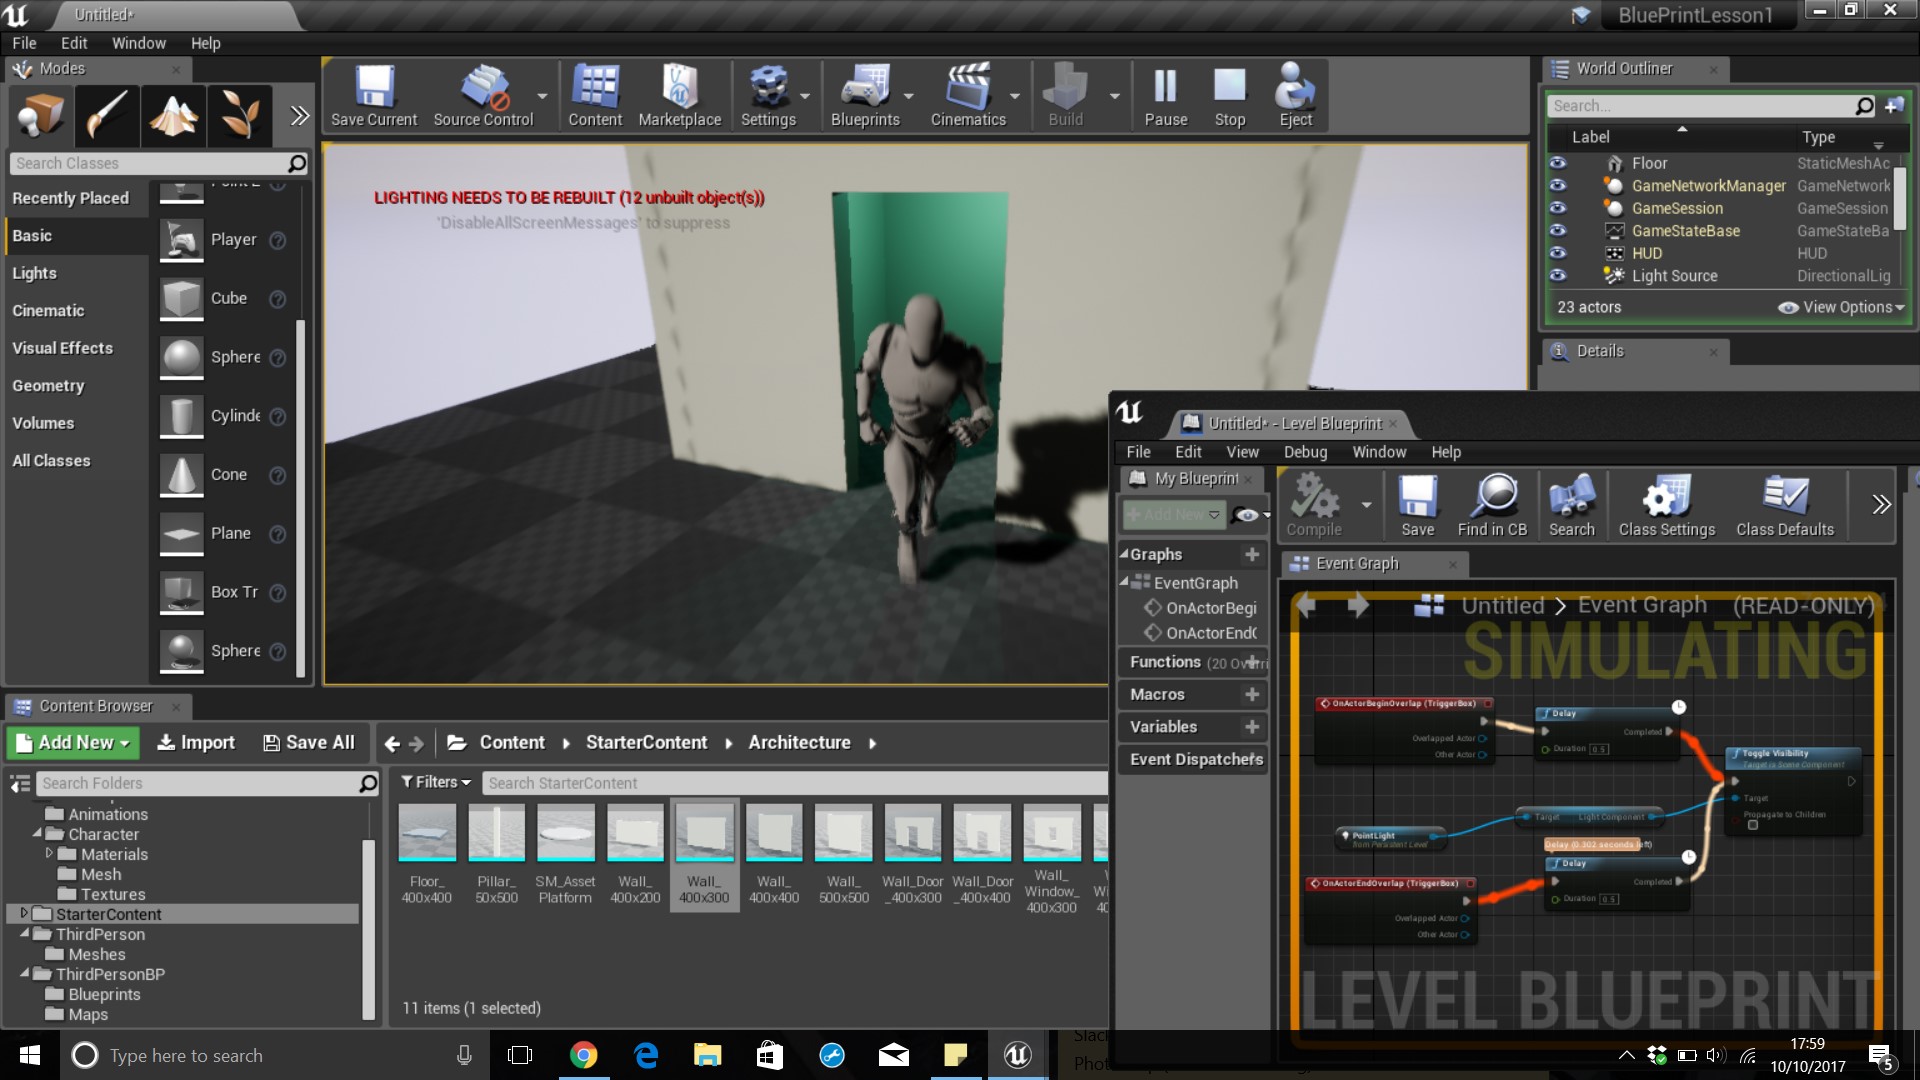 Untitled*
BluePrintLesson1
File Edit Window Help
Modes
Search Classes
Recently Placed
Basic
Lights
Cinematic
Visual Effects
Geometry
Volumes
All Classes
Player
Cube
Sphere
Cylinde
Cone
Plane
Box Tr
Sphere
Save Current Source Control Content Marketplace Settings Blueprints Cinematics Build Pause Stop Eject
LIGHTING NEEDS TO BE REBUILT (12 unbuilt object(s))
'DisableAllScreenMessages' to suppress
World Outliner
Search...
Label Type
Floor StaticMeshAc
GameNetworkManager GameNetwork
GameSession GameSession
GameStateBase GameStateBa
HUD HUD
Light Source DirectionalLig
23 actors View Options
Details
Untitled* - Level Blueprint
File Edit View Debug Window Help
My Blueprint
Add New
Graphs
EventGraph
OnActorBegi
OnActorEndO
Functions (20 Overri
Macros
Variables
Event Dispatchers
Compile Save Find in CB Search Class Settings Class Defaults
Event Graph
Untitled > Event Graph (READ-ONLY)
SIMULATING
OnActorBeginOverlap (TriggerBox)
Overlapped Actor
Other Actor
Delay
Completed
Duration 0.5
Toggle Visibility
Target is Scene Component
Target
Propagate to Children
Target Light Component
PointLight
from Persistent Level
Delay (0.302 seconds left)
Delay
Completed
Duration 0.5
OnActorEndOverlap (TriggerBox)
Overlapped Actor
Other Actor
LEVEL BLUEPRINT
Content Browser
Add New Import Save All Content StarterContent Architecture
Search Folders
Animations
Character
Materials
Mesh
Textures
StarterContent
ThirdPerson
Meshes
ThirdPersonBP
Blueprints
Maps
Filters Search StarterContent
Floor_
400x400
Pillar_
50x500
SM_Asset
Platform
Wall_
400x200
Wall_
400x300
Wall_
400x400
Wall_
500x500
Wall_Door
_400x300
Wall_Door
_400x400
Wall_
Window_
400x300
11 items (1 selected)
Type here to search
17:59
10/10/2017
5